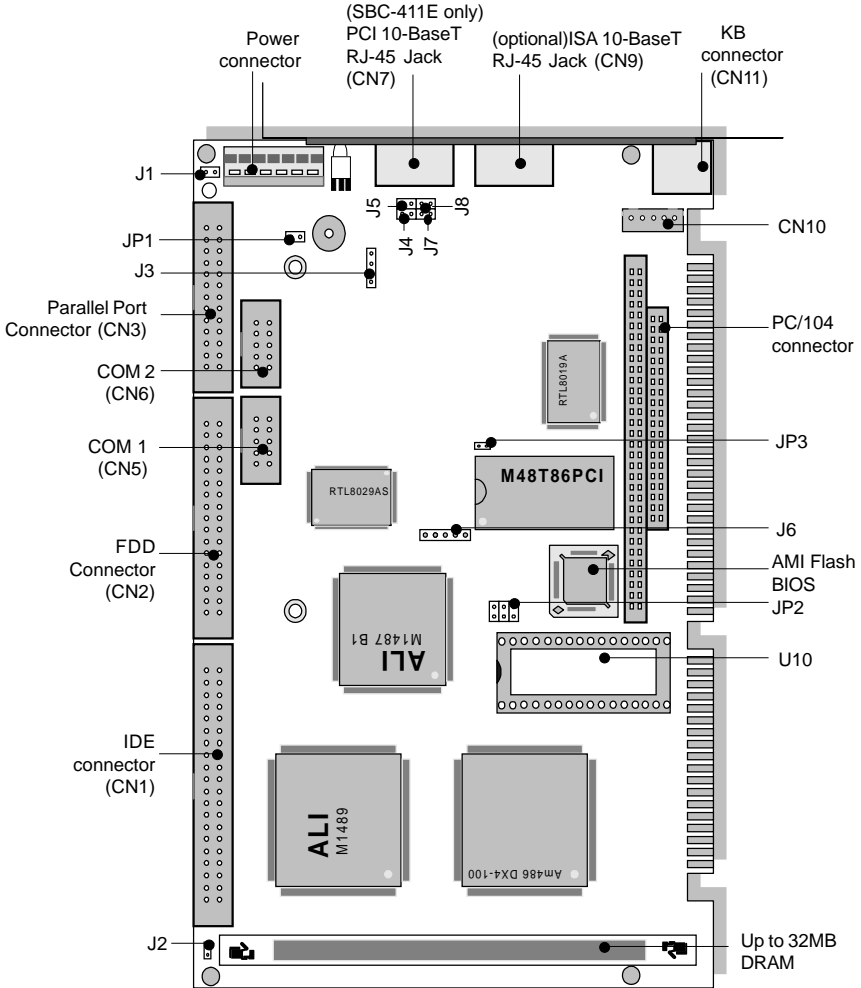 (SBC-411E only)
PCI 10-BaseT
RJ-45 Jack
(CN7)
Power
connector
(optional)ISA 10-BaseT
RJ-45 Jack (CN9)
KB
connector
(CN11)
J1
J5
J8
J4
J7
JP1
CN10
J3
Parallel Port
Connector (CN3)
PC/104
connector
COM 2
(CN6)
RTL8019A
COM 1
(CN5)
JP3
M48T86PCI
RTL8029AS
J6
FDD
Connector
(CN2)
AMI Flash
BIOS
JP2
ALI
M1487 B1
U10
IDE
connector
(CN1)
ALI
M1489
Am486 DX4-100
J2
Up to 32MB
DRAM